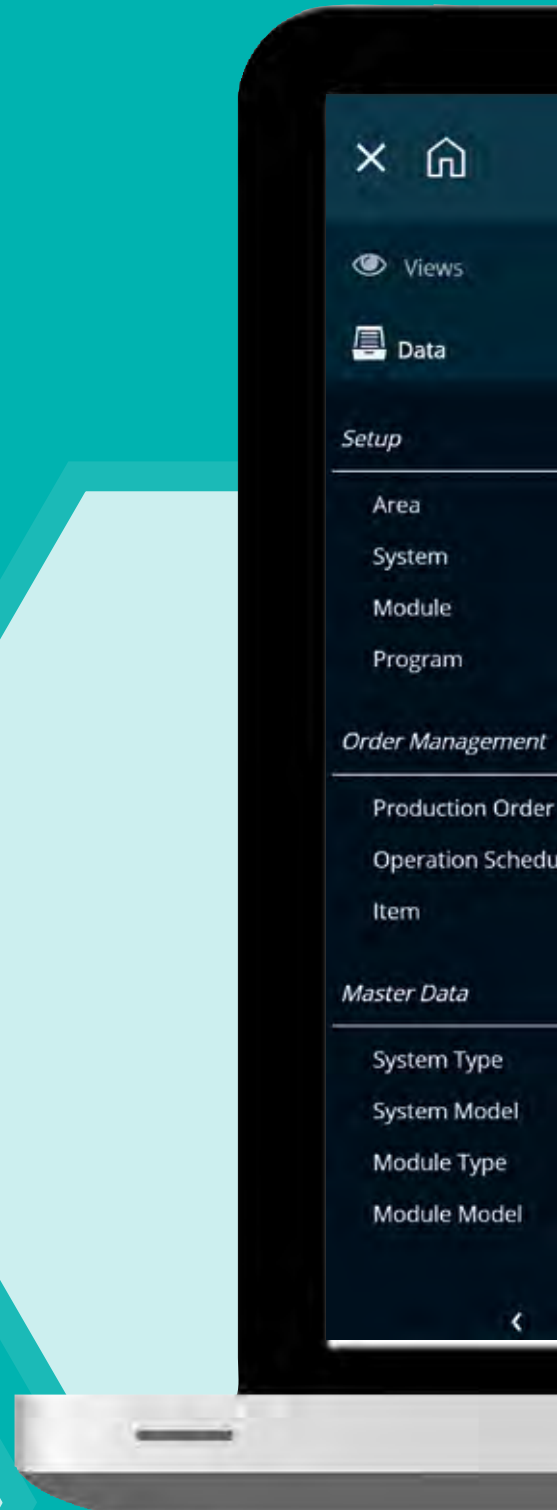 Views
Data
Setup
Area
System
Module
Program
Order Management
Production Order
Operation Schedu
Item
Master Data
System Type
System Model
Module Type
Module Model